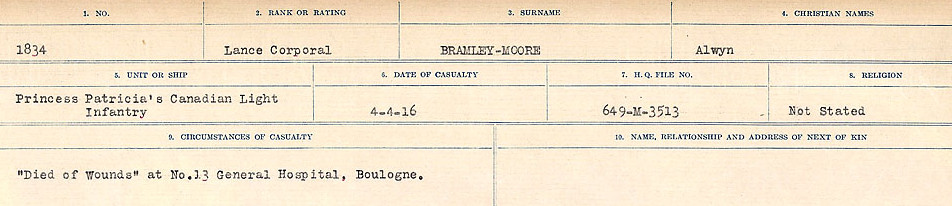 1. NO. 2. RANK OR RATING 3. SURNAME 4. CHRISTIAN NAMES
1834 Lance Corporal BRAMLEY-MOORE Alwyn
5. UNIT OR SHIP 6. DATE OF CASUALTY 7. H.Q. FILE NO. 8. RELIGION
Princess Patricia's Canadian Light
Infantry 4-4-16 649-M-3513 Not Stated
9. CIRCUMSTANCES OF CASUALTY 10. NAME, RELATIONSHIP AND ADDRESS OF NEXT OF KIN
"Died of wounds" at No.13 General Hospital, Boulogne.